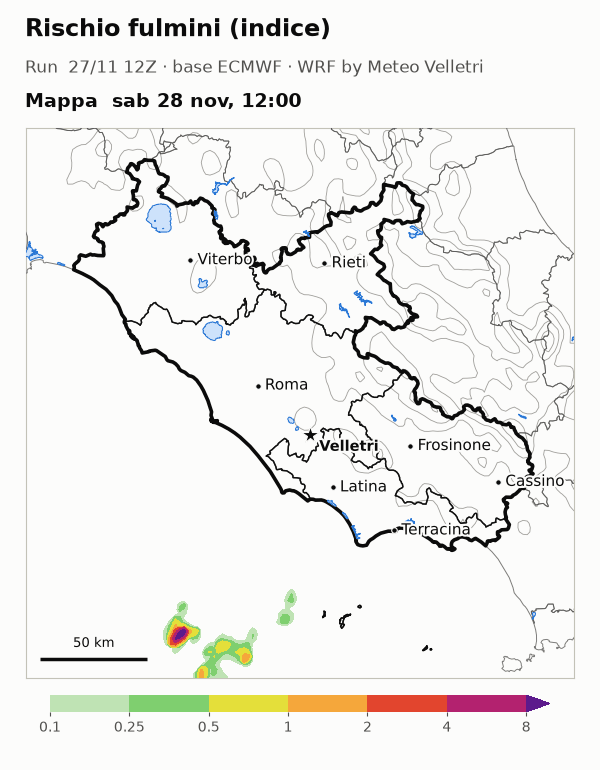 Rischio fulmini (indice)
Run  27/11 12Z · base ECMWF · WRF by Meteo Velletri
Mappa  sab 28 nov, 12:00
Viterbo
Rieti
Roma
Velletri
Frosinone
Latina
Cassino
Terracina
50 km
0.1 0.25 0.5 1 2 4 8